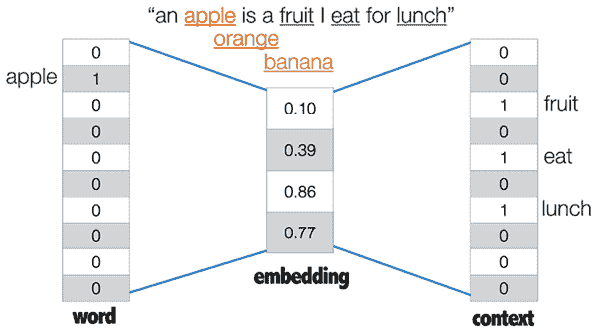 “an apple is a fruit I eat for lunch”
orange
banana
0 0
apple 1 0
0 0.10 1 fruit
0 0
0 0.39 1 eat
0 0
0 0.86 1 lunch
0 0
0 0.77 0
0 0
word embedding context